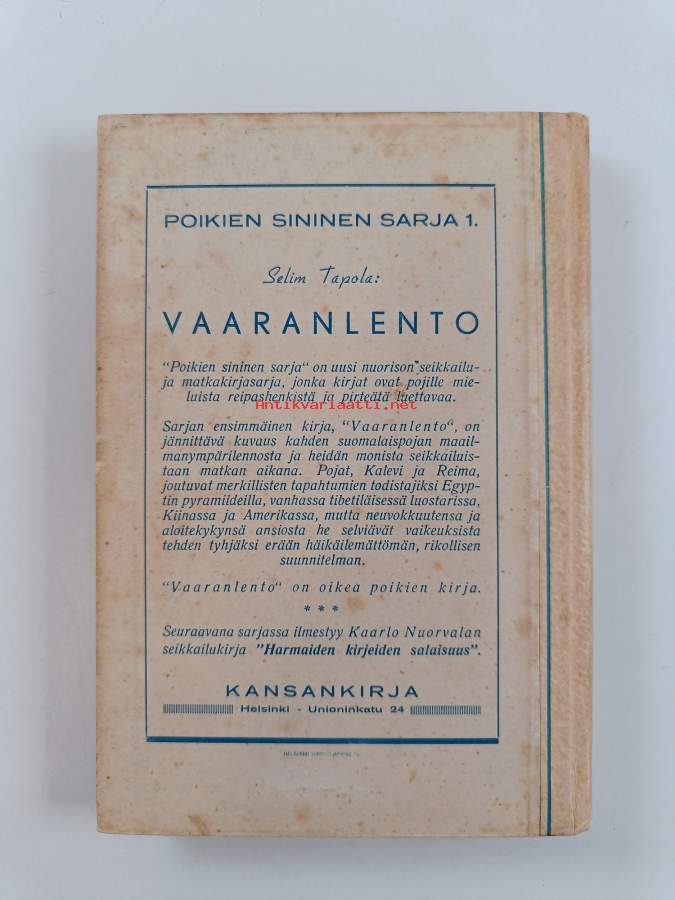 POIKIEN SININEN SARJA 1.
Selim Tapola:
VAARANLENTO
"Poikien sininen sarja" on uusi nuorison seikkailu-
ja matkakirjasarja, jonka kirjat ovat pojille mie-
luista reipashenkistä ja pirteätä luettavaa.
Antikvariaatti.net
Sarjan ensimmäinen kirja, "Vaaranlento", on
jännittävä kuvaus kahden suomalaispojan maail-
manympärilennosta ja heidän monista seikkailuis-
taan matkan aikana. Pojat, Kalevi ja Reima,
joutuvat merkillisten tapahtumien todistajiksi Egyp-
tin pyramiideilla, vanhassa tibetiläisessä luostarissa,
Kiinassa ja Amerikassa, mutta neuvokkuutensa ja
aloitekykynsä ansiosta he selviävät vaikeuksista
tehden tyhjäksi erään häikäilemättömän, rikollisen
suunnitelman.
"Vaaranlento" on oikea poikien kirja.
* * *
Seuraavana sarjassa ilmestyy Kaarlo Nuorvalan
seikkailukirja "Harmaiden kirjeiden salaisuus".
KANSANKIRJA
Helsinki - Unioninkatu 24